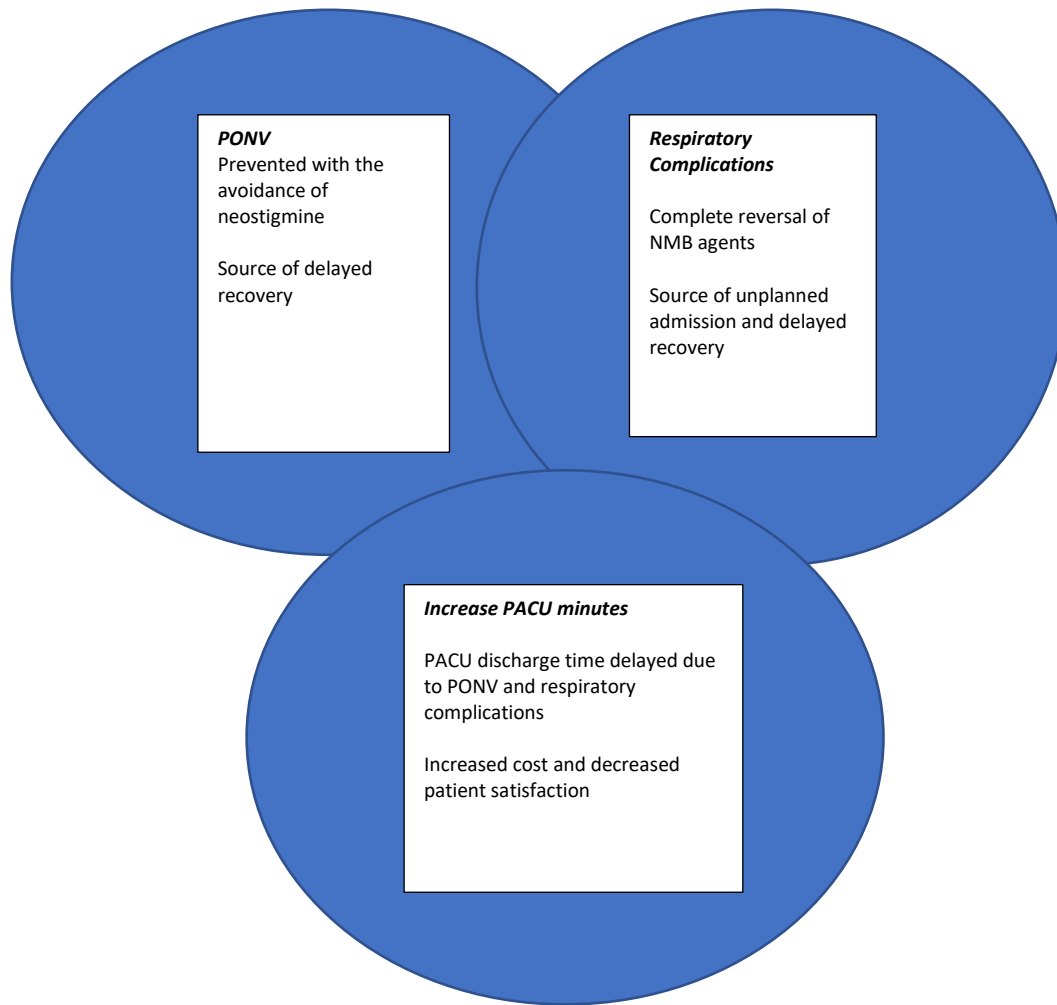 PONV
Prevented with the
avoidance of
neostigmine
Source of delayed
recovery
Respiratory
Complications
Complete reversal of
NMB agents
Source of unplanned
admission and delayed
recovery
Increase PACU minutes
PACU discharge time delayed due
to PONV and respiratory
complications
Increased cost and decreased
patient satisfaction